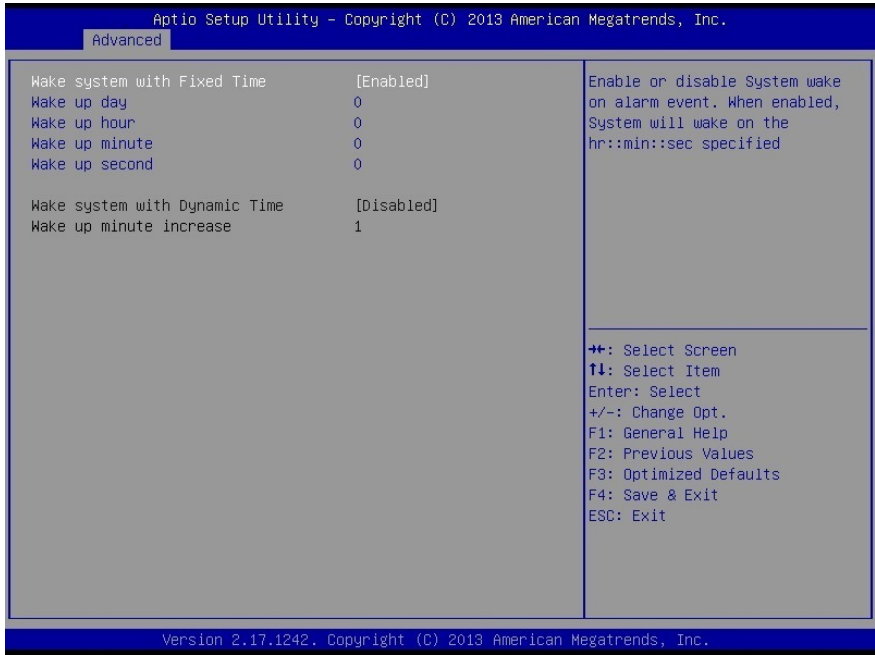 Aptio Setup Utility – Copyright (C) 2013 American Megatrends, Inc.
Advanced
Wake system with Fixed Time [Enabled]
Wake up day 0
Wake up hour 0
Wake up minute 0
Wake up second 0
Wake system with Dynamic Time [Disabled]
Wake up minute increase 1
Enable or disable System wake
on alarm event. When enabled,
System will wake on the
hr::min::sec specified
→←: Select Screen
↑↓: Select Item
Enter: Select
+/-: Change Opt.
F1: General Help
F2: Previous Values
F3: Optimized Defaults
F4: Save & Exit
ESC: Exit
Version 2.17.1242. Copyright (C) 2013 American Megatrends, Inc.